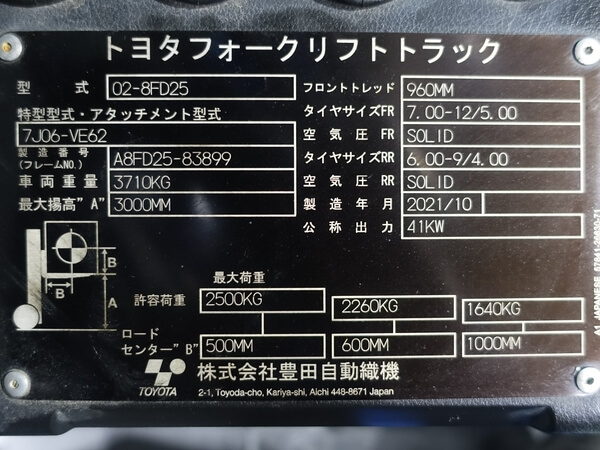 トヨタフォークリフトトラック
型 式 02-8FD25 フロントトレッド 960MM
特型型式・アタッチメント型式 タイヤサイズFR 7.00-12/5.00
7J06-VE62 空気圧FR SOLID
製造番号 (フレームNO.) A8FD25-83899 タイヤサイズRR 6.00-9/4.00
車両重量 3710KG 空気圧RR SOLID
最大揚高"A" 3000MM 製造年月 2021/10
公称出力 41KW
B
B A
最大荷重
許容荷重 2500KG 2260KG 1640KG
ロード
センター"B" 500MM 600MM 1000MM
TOYOTA 株式会社豊田自動織機
2-1, Toyoda-cho, Kariya-shi, Aichi 448-8671 Japan
A1 JAPANESE